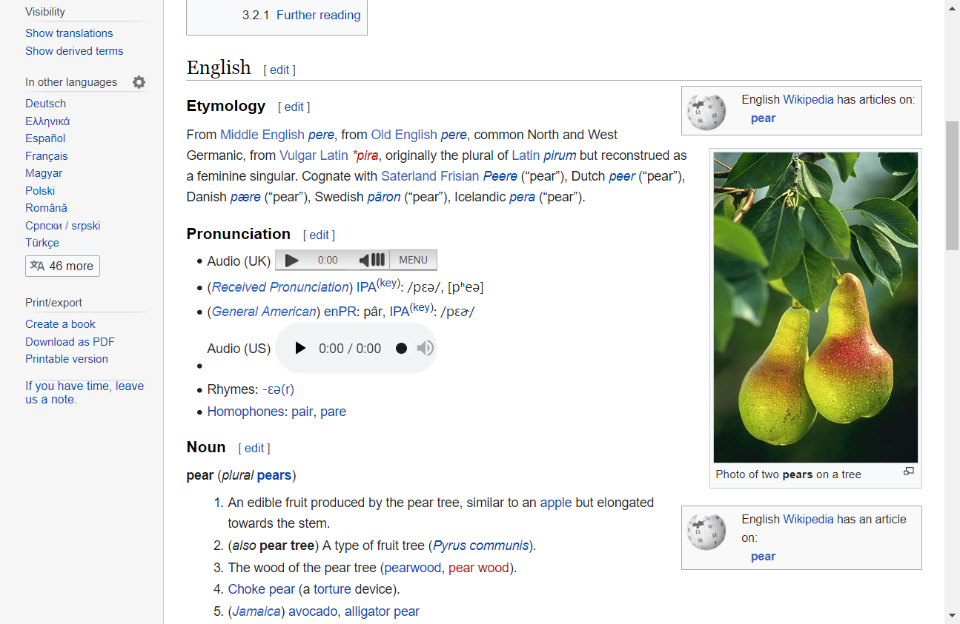 Visibility
Show translations
Show derived terms
In other languages
Deutsch
Ελληνικά
Español
Français
Magyar
Polski
Română
Српски / srpski
Türkçe
46 more
Print/export
Create a book
Download as PDF
Printable version
If you have time, leave
us a note.
3.2.1 Further reading
English [ edit ]
Etymology [ edit ]
From Middle English pere, from Old English pere, common North and West
Germanic, from Vulgar Latin *pira, originally the plural of Latin pirum but reconstrued as
a feminine singular. Cognate with Saterland Frisian Peere (“pear”), Dutch peer (“pear”),
Danish pære (“pear”), Swedish päron (“pear”), Icelandic pera (“pear”).
Pronunciation [ edit ]
• Audio (UK) 0:00 MENU
• (Received Pronunciation) IPA(key): /pɛə/, [pʰeə]
• (General American) enPR: pâr, IPA(key): /pɛɚ/
Audio (US) 0:00 / 0:00
•
• Rhymes: -ɛə(r)
• Homophones: pair, pare
Noun [ edit ]
pear (plural pears)
1. An edible fruit produced by the pear tree, similar to an apple but elongated
towards the stem.
2. (also pear tree) A type of fruit tree (Pyrus communis).
3. The wood of the pear tree (pearwood, pear wood).
4. Choke pear (a torture device).
5. (Jamaica) avocado, alligator pear
English Wikipedia has articles on:
pear
Photo of two pears on a tree
English Wikipedia has an article
on:
pear